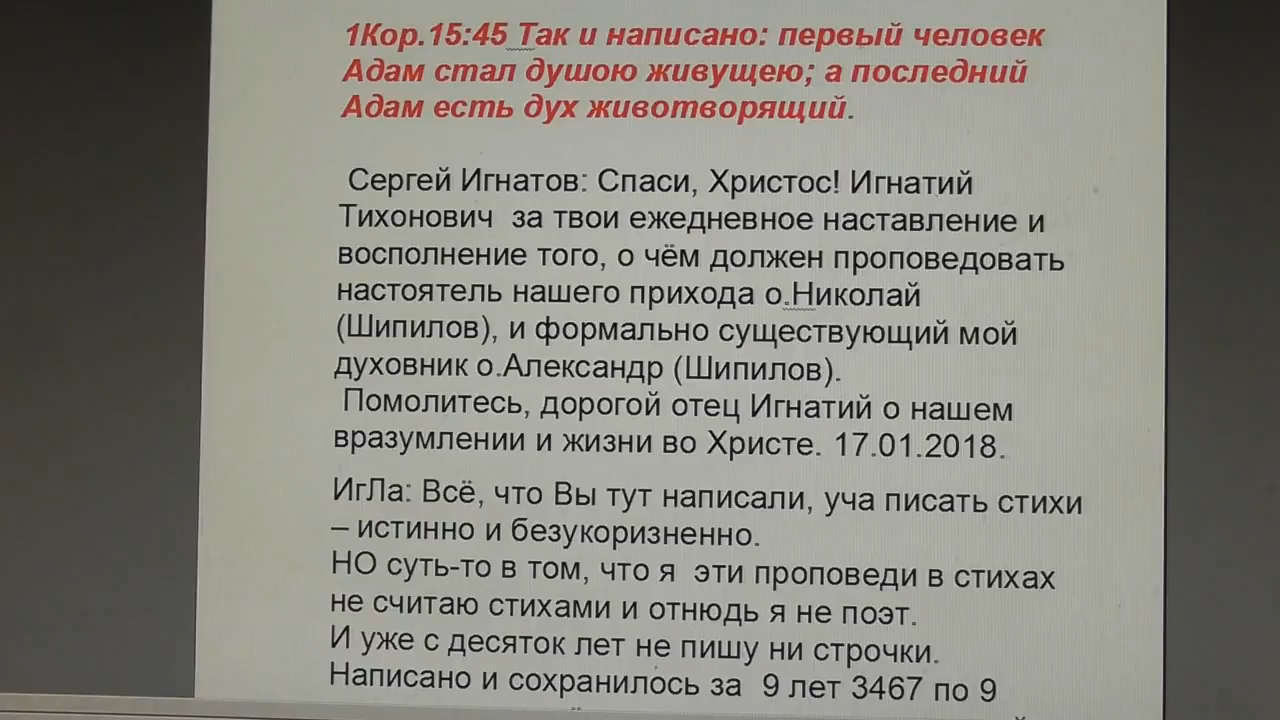 1Кор.15:45 Так и написано: первый человек
Адам стал душою живущею; а последний
Адам есть дух животворящий.
Сергей Игнатов: Спаси, Христос! Игнатий
Тихонович за твои ежедневное наставление и
восполнение того, о чём должен проповедовать
настоятель нашего прихода о.Николай
(Шипилов), и формально существующий мой
духовник о.Александр (Шипилов).
Помолитесь, дорогой отец Игнатий о нашем
вразумлении и жизни во Христе. 17.01.2018.
ИгЛа: Всё, что Вы тут написали, уча писать стихи
– истинно и безукоризненно.
НО суть-то в том, что я эти проповеди в стихах
не считаю стихами и отнюдь я не поэт.
И уже с десяток лет не пишу ни строчки.
Написано и сохранилось за 9 лет 3467 по 9